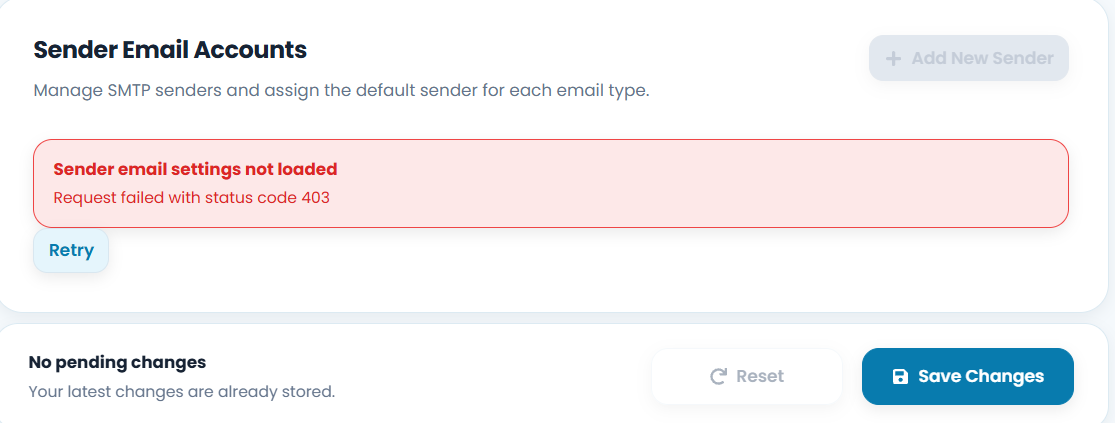 Sender Email Accounts
Add New Sender
Manage SMTP senders and assign the default sender for each email type.
Sender email settings not loaded
Request failed with status code 403
Retry
No pending changes
Your latest changes are already stored.
Reset
Save Changes